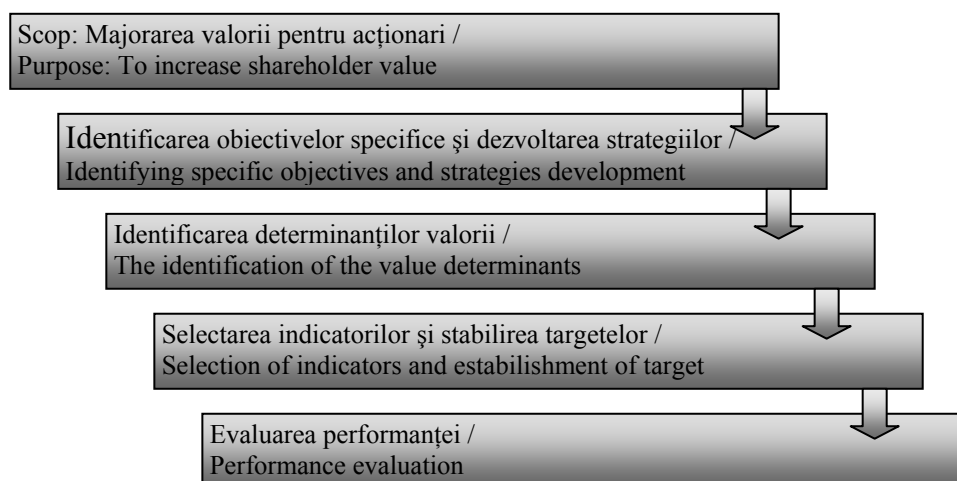 Scop: Majorarea valorii pentru acționari /
Purpose: To increase shareholder value
Identificarea obiectivelor specifice şi dezvoltarea strategiilor /
Identifying specific objectives and strategies development
Identificarea determinanților valorii /
The identification of the value determinants
Selectarea indicatorilor şi stabilirea targetelor /
Selection of indicators and estabilishment of target
Evaluarea performanței /
Performance evaluation